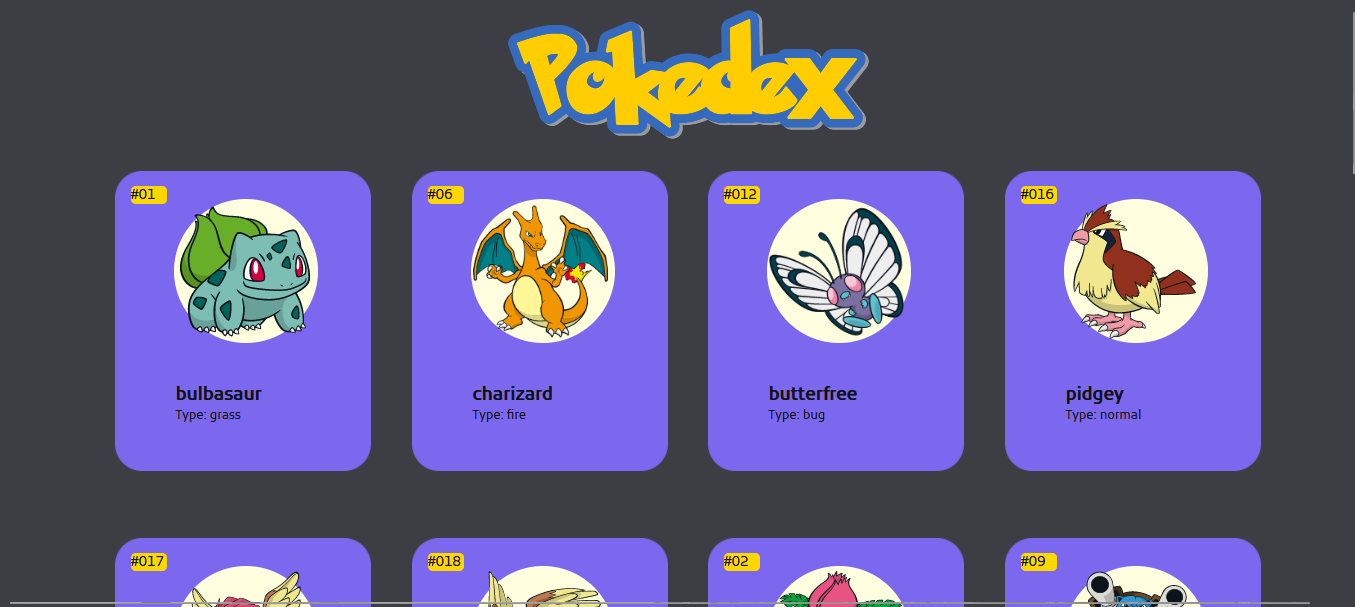 Pokedex
#01
bulbasaur
Type: grass
#06
charizard
Type: fire
#012
butterfree
Type: bug
#016
pidgey
Type: normal
#017
#018
#02
#09